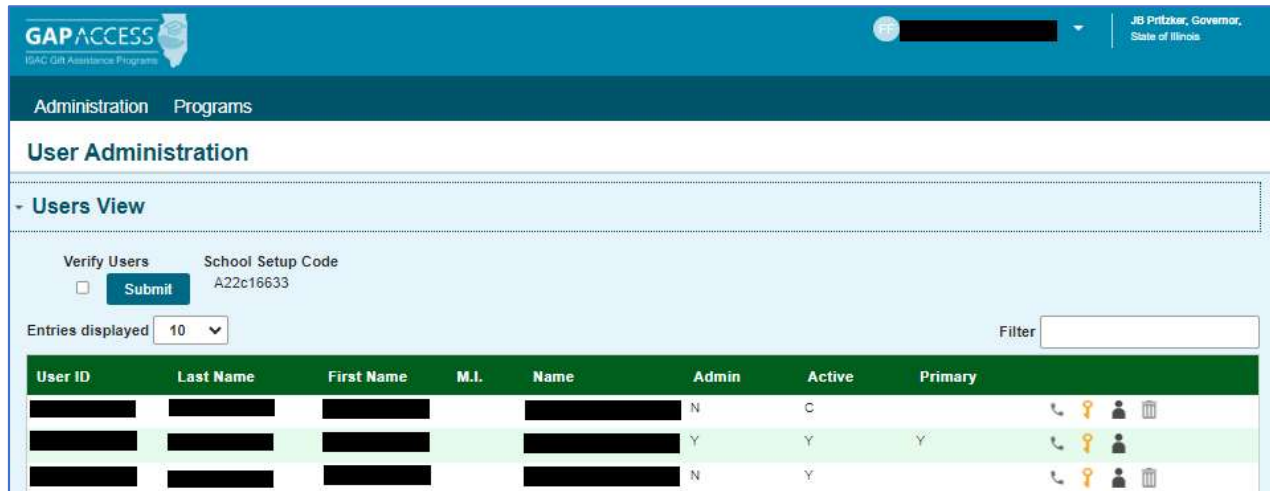 GAP ACCESS
ISAC Gift Assistance Programs
FF
JB Pritzker, Governor,
State of Illinois
Administration Programs
User Administration
Users View
Verify Users School Setup Code
Submit A22c16633
Entries displayed 10 Filter
User ID Last Name First Name M.I. Name Admin Active Primary
N C
Y Y Y
N Y